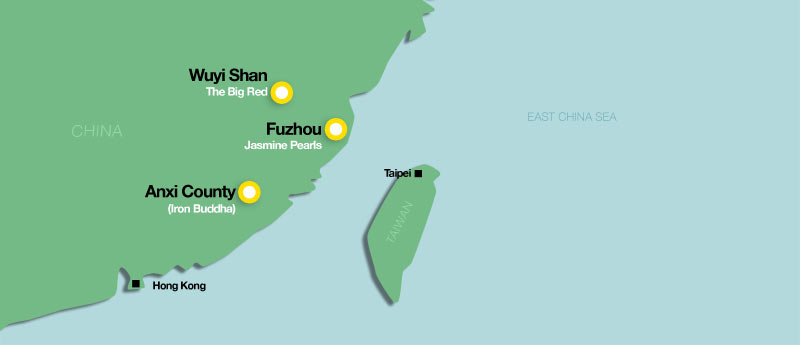 Wuyi Shan
The Big Red
CHINA
Fuzhou
Jasmine Pearls
EAST CHINA SEA
Anxi County
(Iron Buddha)
Taipei
TAIWAN
Hong Kong